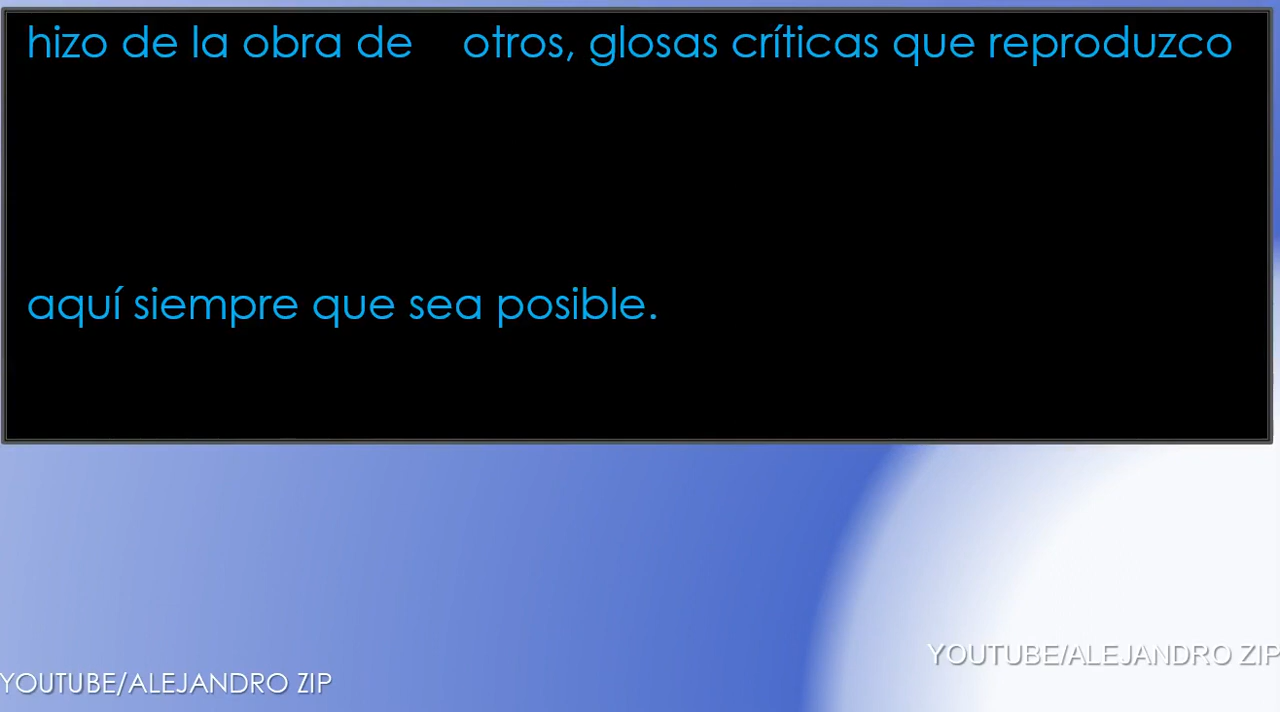 hizo de la obra de otros, glosas críticas que reproduzco
aquí siempre que sea posible.
YOUTUBE/ALEJANDRO ZIP
YOUTUBE/ALEJANDRO ZIP